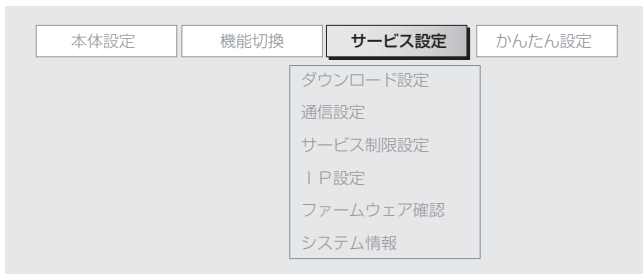 本体設定 機能切換 サービス設定 かんたん設定
ダウンロード設定
通信設定
サービス制限設定
ＩＰ設定
ファームウェア確認
システム情報